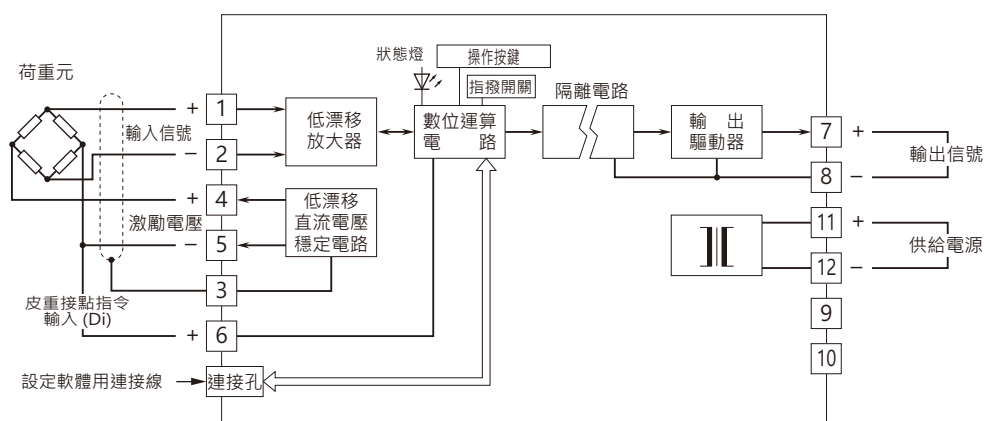 荷重元
+
1
輸入信號
−
2
+
4
激勵電壓
−
5
3
皮重接點指令
輸入 (Di)
+
6
設定軟體用連接線
連接孔
低漂移
放大器
低漂移
直流電壓
穩定電路
狀態燈
操作按鍵
指撥開關
數位運算
電 路
隔離電路
輸 出
驅動器
7
+
輸出信號
8
−
11
+
供給電源
12
−
9
10